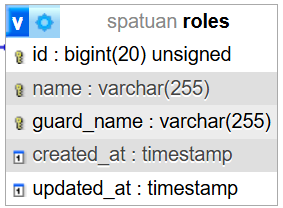 v spatuan roles
id : bigint(20) unsigned
name : varchar(255)
guard_name : varchar(255)
created_at : timestamp
updated_at : timestamp